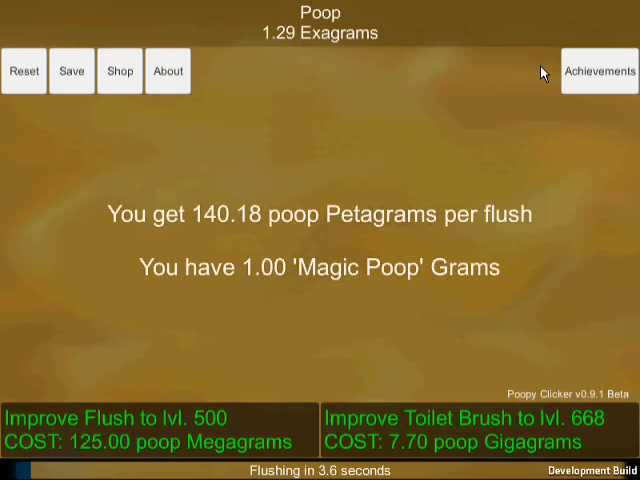 Poop
1.29 Exagrams
Reset
Save
Shop
About
Achievements
You get 140.18 poop Petagrams per flush
You have 1.00 'Magic Poop' Grams
Poopy Clicker v0.9.1 Beta
Improve Flush to lvl. 500
COST: 125.00 poop Megagrams
Improve Toilet Brush to lvl. 668
COST: 7.70 poop Gigagrams
Flushing in 3.6 seconds
Development Build